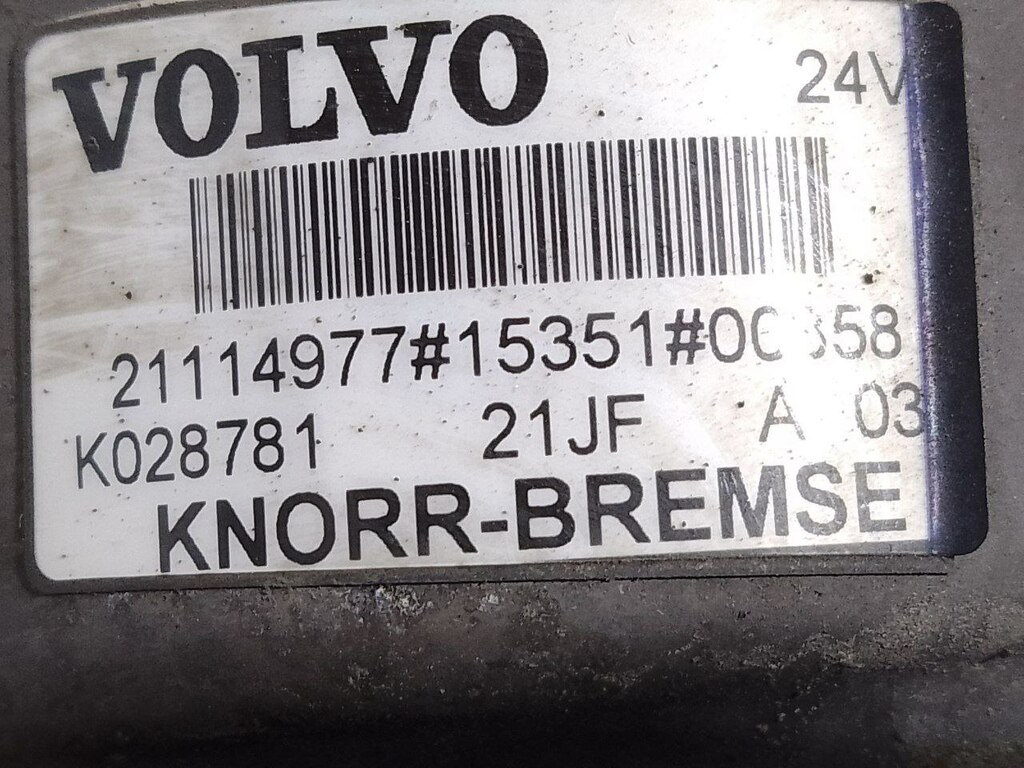 VOLVO 24V
21114977#15351#
K028781 21JF A 03
KNORR-BREMSE